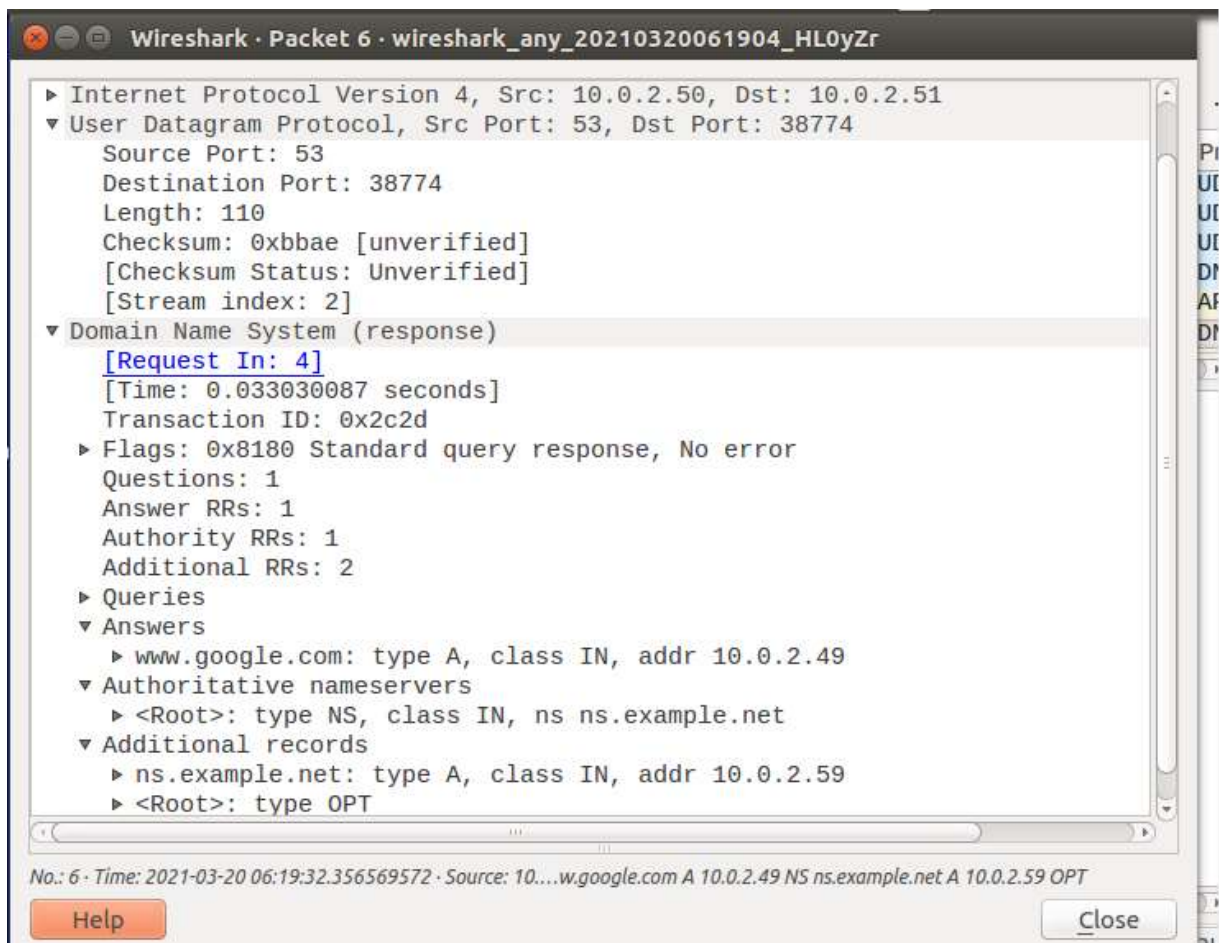 Wireshark · Packet 6 · wireshark_any_20210320061904_HL0yZr
Internet Protocol Version 4, Src: 10.0.2.50, Dst: 10.0.2.51
User Datagram Protocol, Src Port: 53, Dst Port: 38774
Source Port: 53
Destination Port: 38774
Length: 110
Checksum: 0xbbae [unverified]
[Checksum Status: Unverified]
[Stream index: 2]
Domain Name System (response)
[Request In: 4]
[Time: 0.033030087 seconds]
Transaction ID: 0x2c2d
Flags: 0x8180 Standard query response, No error
Questions: 1
Answer RRs: 1
Authority RRs: 1
Additional RRs: 2
Queries
Answers
www.google.com: type A, class IN, addr 10.0.2.49
Authoritative nameservers
<Root>: type NS, class IN, ns ns.example.net
Additional records
ns.example.net: type A, class IN, addr 10.0.2.59
<Root>: type OPT
No.: 6 · Time: 2021-03-20 06:19:32.356569572 · Source: 10....w.google.com A 10.0.2.49 NS ns.example.net A 10.0.2.59 OPT
Help
Close